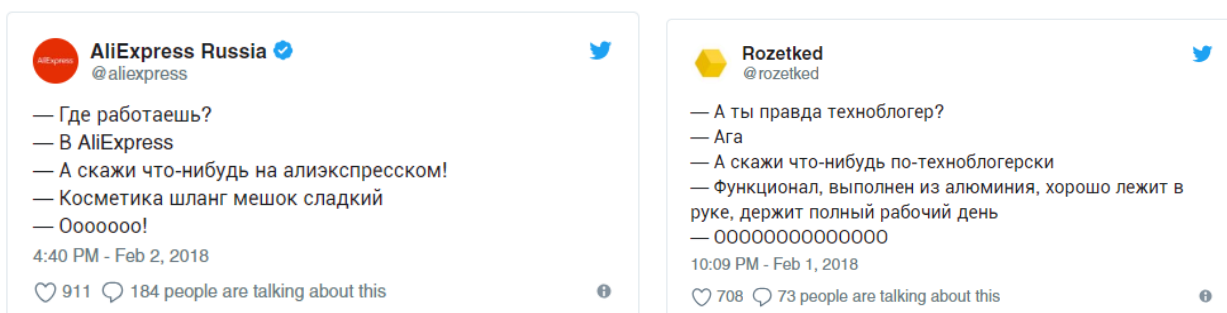 AliExpress
AliExpress Russia
@aliexpress
— Где работаешь?
— В AliExpress
— А скажи что-нибудь на алиэкспресском!
— Косметика шланг мешок сладкий
— Ооооооо!
4:40 PM - Feb 2, 2018
911 184 people are talking about this
Rozetked
@rozetked
— А ты правда техноблогер?
— Ага
— А скажи что-нибудь по-техноблогерски
— Функционал, выполнен из алюминия, хорошо лежит в
руке, держит полный рабочий день
— ОООООООООООООО
10:09 PM - Feb 1, 2018
708 73 people are talking about this